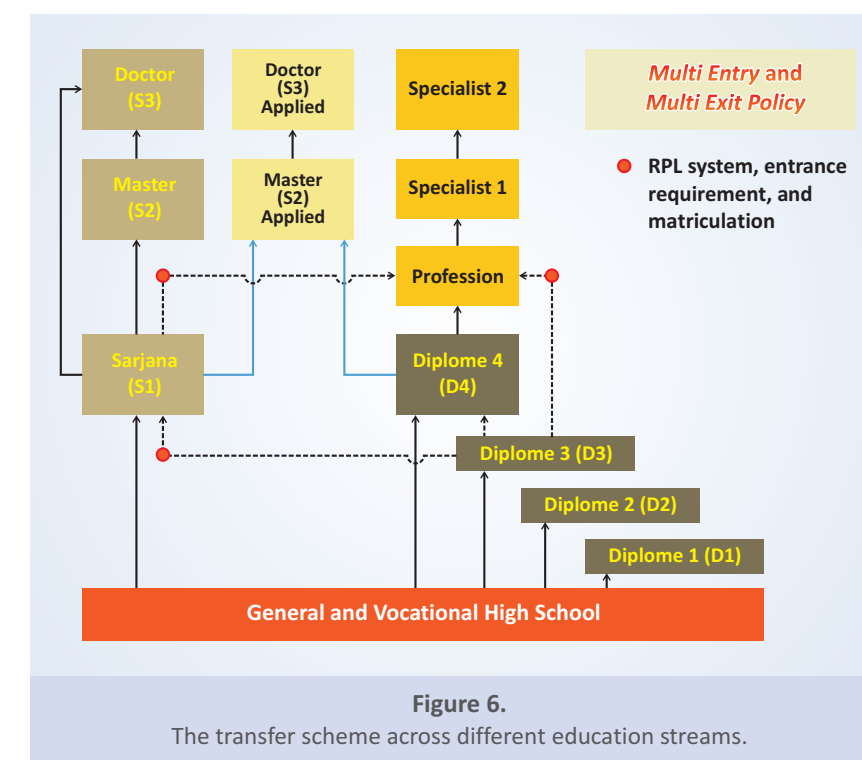 Doctor
(S3)
Doctor
(S3)
Applied
Specialist 2
Multi Entry and
Multi Exit Policy
RPL system, entrance
requirement, and
matriculation
Master
(S2)
Master
(S2)
Applied
Specialist 1
Profession
Sarjana
(S1)
Diplome 4
(D4)
Diplome 3 (D3)
Diplome 2 (D2)
Diplome 1 (D1)
General and Vocational High School
Figure 6.
The transfer scheme across different education streams.